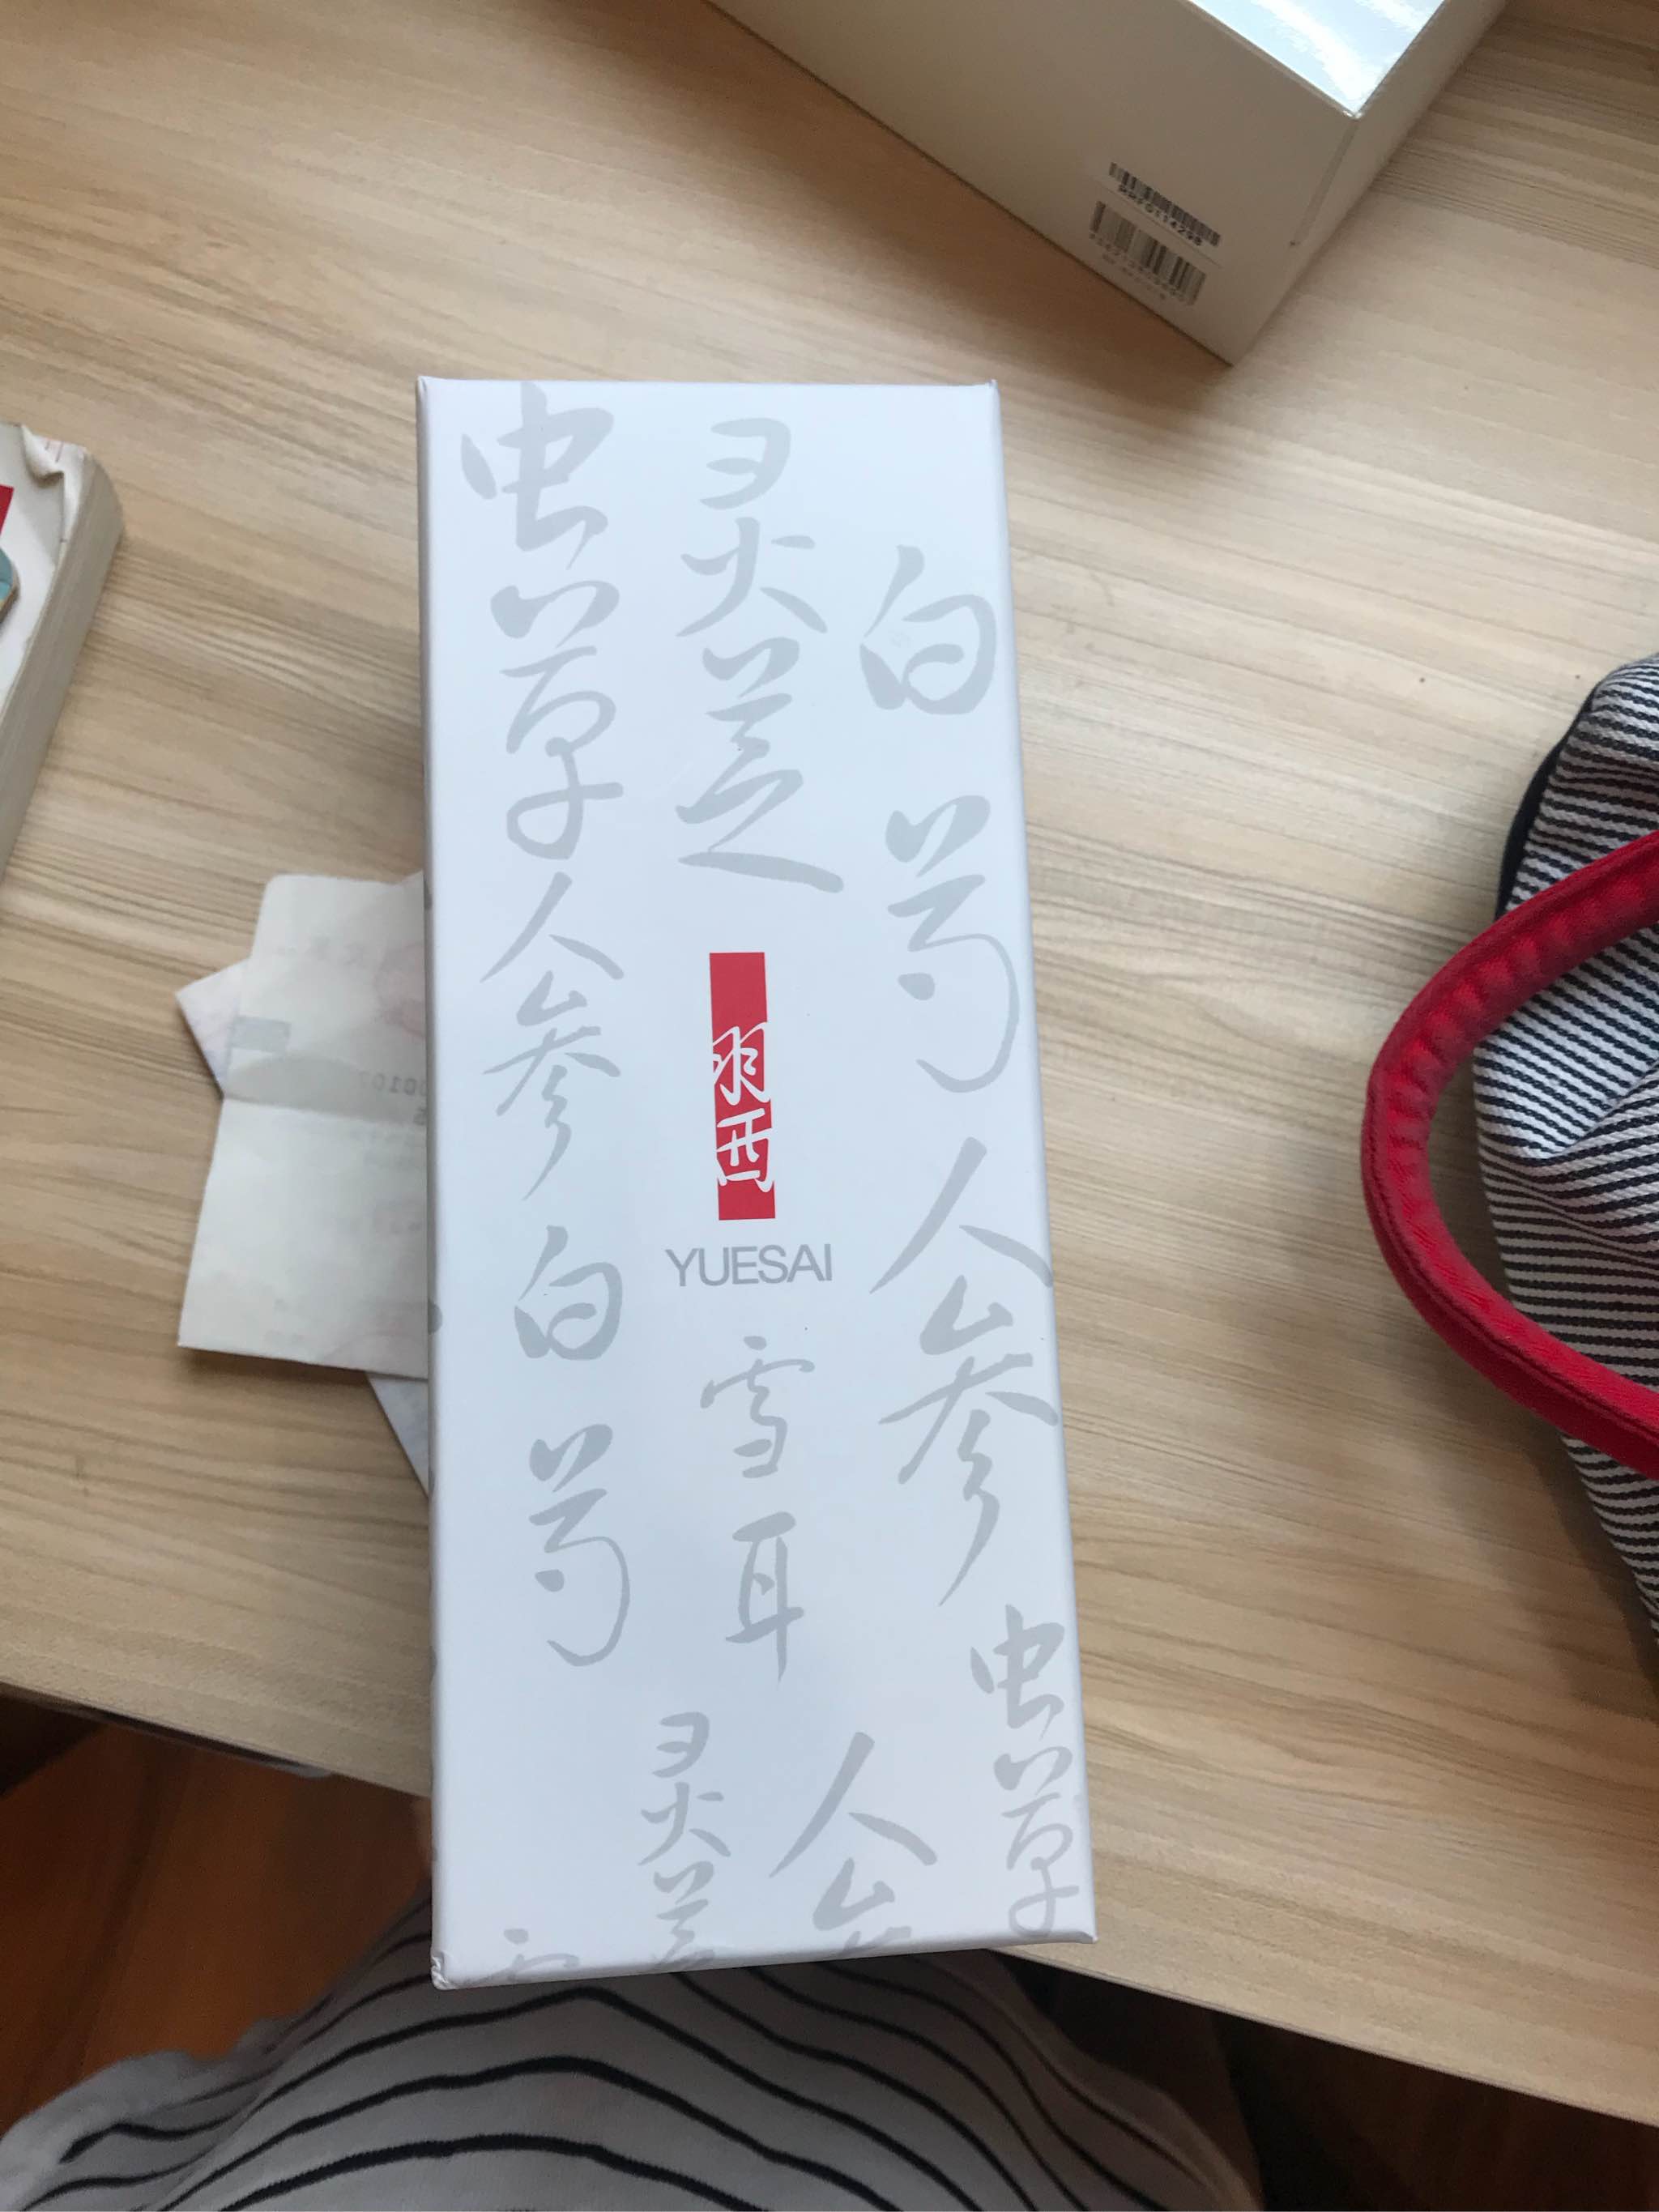 虫草人参白芍
灵芝
羽西
YUESAI
雪耳
灵芝
白芍人参虫草
人参